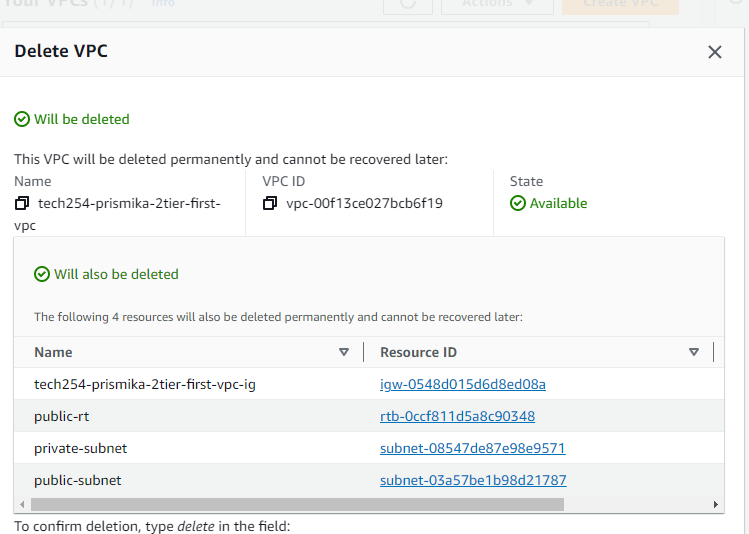 Your VPCs (1/1) Info
Actions
Create VPC
Delete VPC
Will be deleted
This VPC will be deleted permanently and cannot be recovered later:
Name VPC ID State
tech254-prismika-2tier-first-vpc vpc-00f13ce027bcb6f19 Available
Will also be deleted
The following 4 resources will also be deleted permanently and cannot be recovered later:
Name Resource ID
tech254-prismika-2tier-first-vpc-ig igw-0548d015d6d8ed08a
public-rt rtb-0ccf811d5a8c90348
private-subnet subnet-08547de87e98e9571
public-subnet subnet-03a57be1b98d21787
To confirm deletion, type delete in the field: